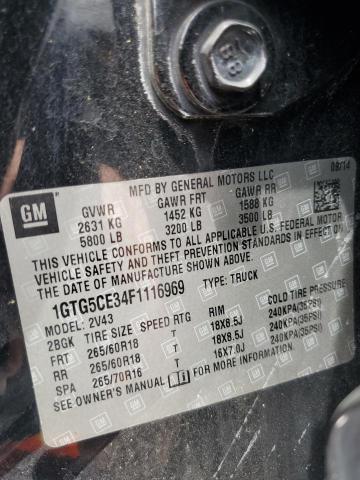 8B
09/14
MFD BY GENERAL MOTORS LLC
GM
GVWR GAWR FRT GAWR RR
2631 KG 1452 KG 1588 KG
5800 LB 3200 LB 3500 LB
THIS VEHICLE CONFORMS TO ALL APPLICABLE U.S. FEDERAL MOTOR
VEHICLE SAFETY AND THEFT PREVENTION STANDARDS IN EFFECT ON
THE DATE OF MANUFACTURE SHOWN ABOVE.
1GTG5CE34F1116969 TYPE: TRUCK
MODEL: 2V43
2BGK TIRE SIZE SPEED RTG RIM COLD TIRE PRESSURE
FRT 265/60R18 T 18X8.5J 240KPA(35PSI)
RR 265/60R18 T 18X8.5J 240KPA(35PSI)
SPA 265/70R16 T 16X7.0J 240KPA(35PSI)
SEE OWNER'S MANUAL FOR MORE INFORMATION.